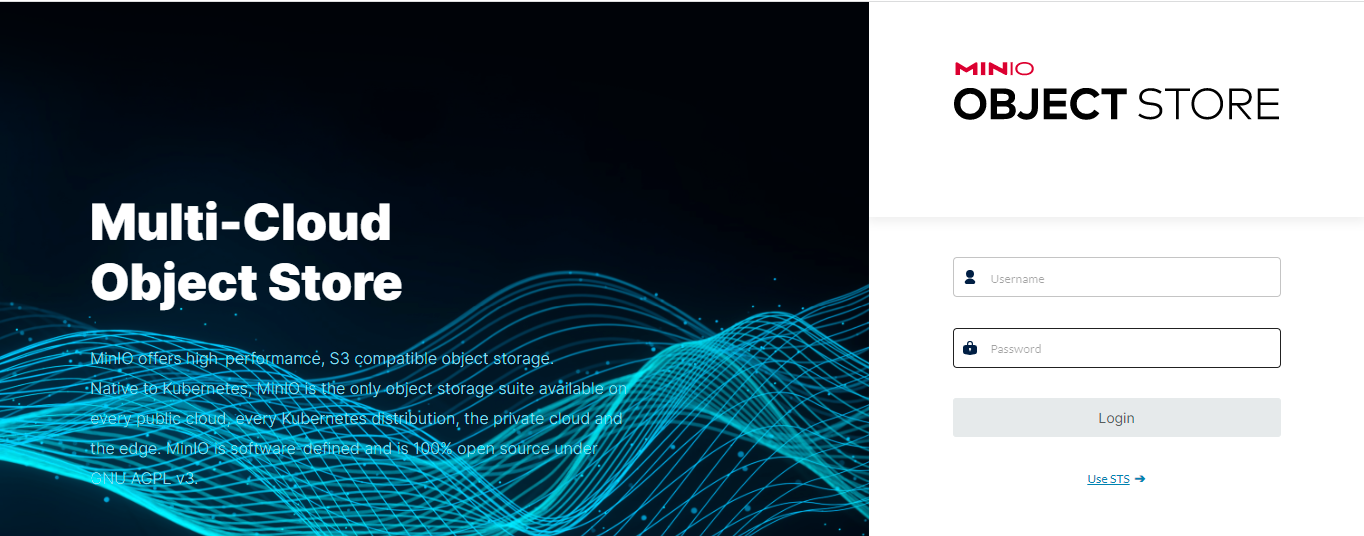 Multi-Cloud
Object Store
MinIO offers high-performance, S3 compatible object storage.
Native to Kubernetes, MinIO is the only object storage suite available on
every public cloud, every Kubernetes distribution, the private cloud and
the edge. MinIO is software-defined and is 100% open source under
GNU AGPL v3.
MINIO
OBJECT STORE
Username
Password
Login
Use STS ➔